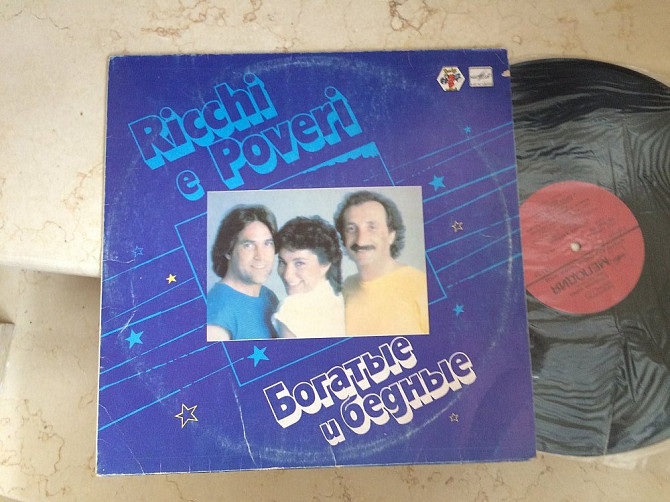 Ricchi
e Poveri
Богатые
и бедные
МЕЛОДИЯ